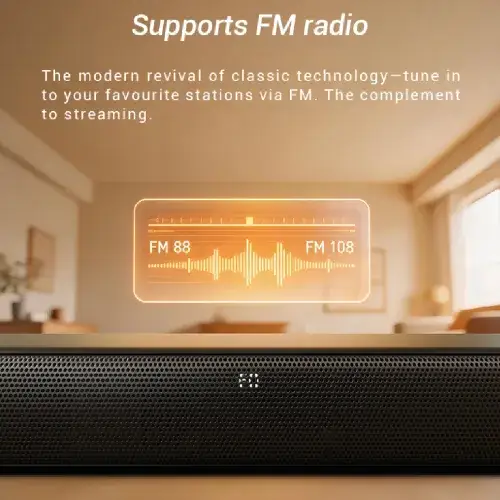 Supports FM radio
The modern revival of classic technology—tune in
to your favourite stations via FM. The complement
to streaming.
FM 88 FM 108